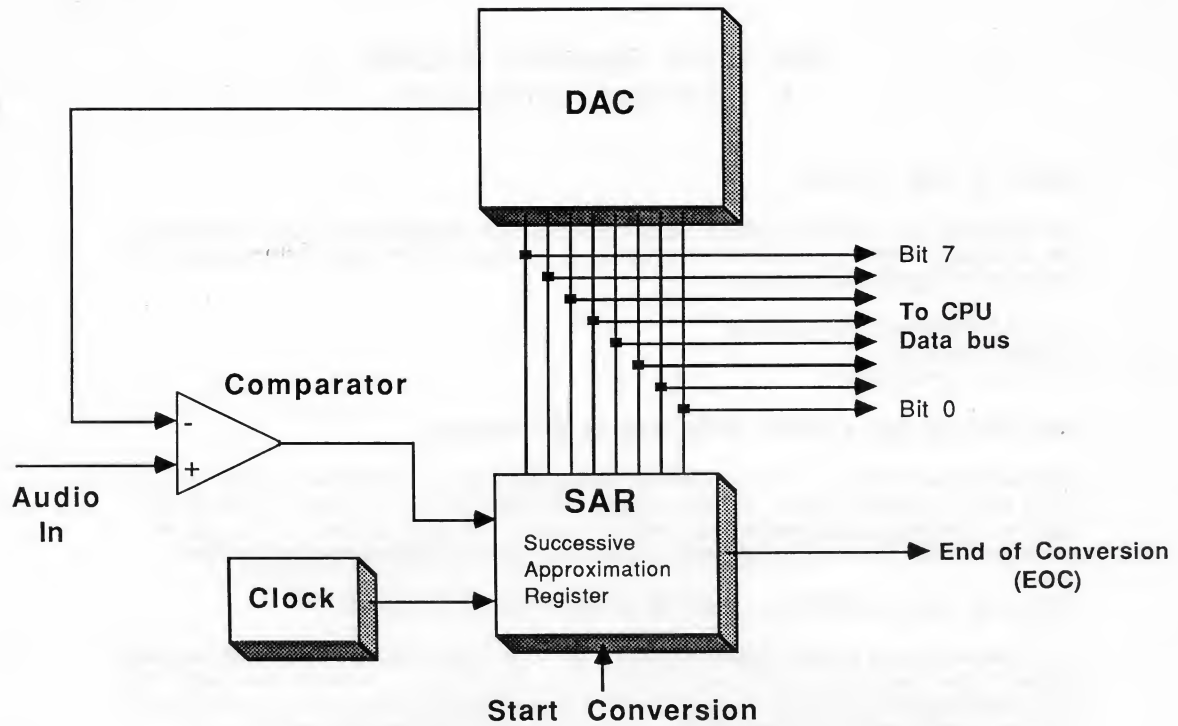 DAC
Bit 7
To CPU
Data bus
Bit 0
Comparator
-
+
Audio
In
SAR
Successive
Approximation
Register
Clock
End of Conversion
(EOC)
Start Conversion